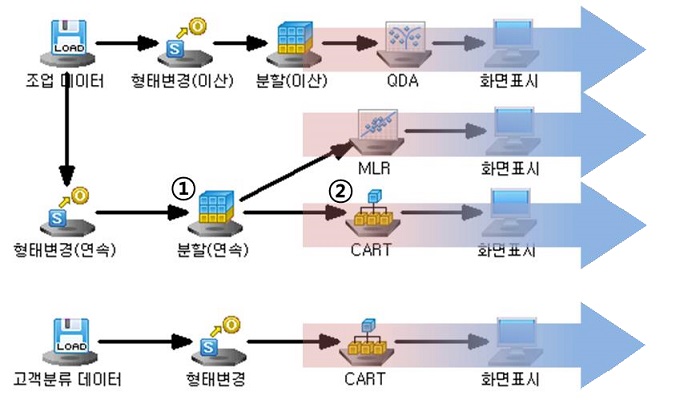 LOAD
조업 데이터
S
O
형태변경(이산)
분할(이산)
QDA
화면표시
MLR
화면표시
S
O
형태변경(연속)
①
분할(연속)
②
CART
화면표시
LOAD
고객분류 데이터
S
O
형태변경
CART
화면표시